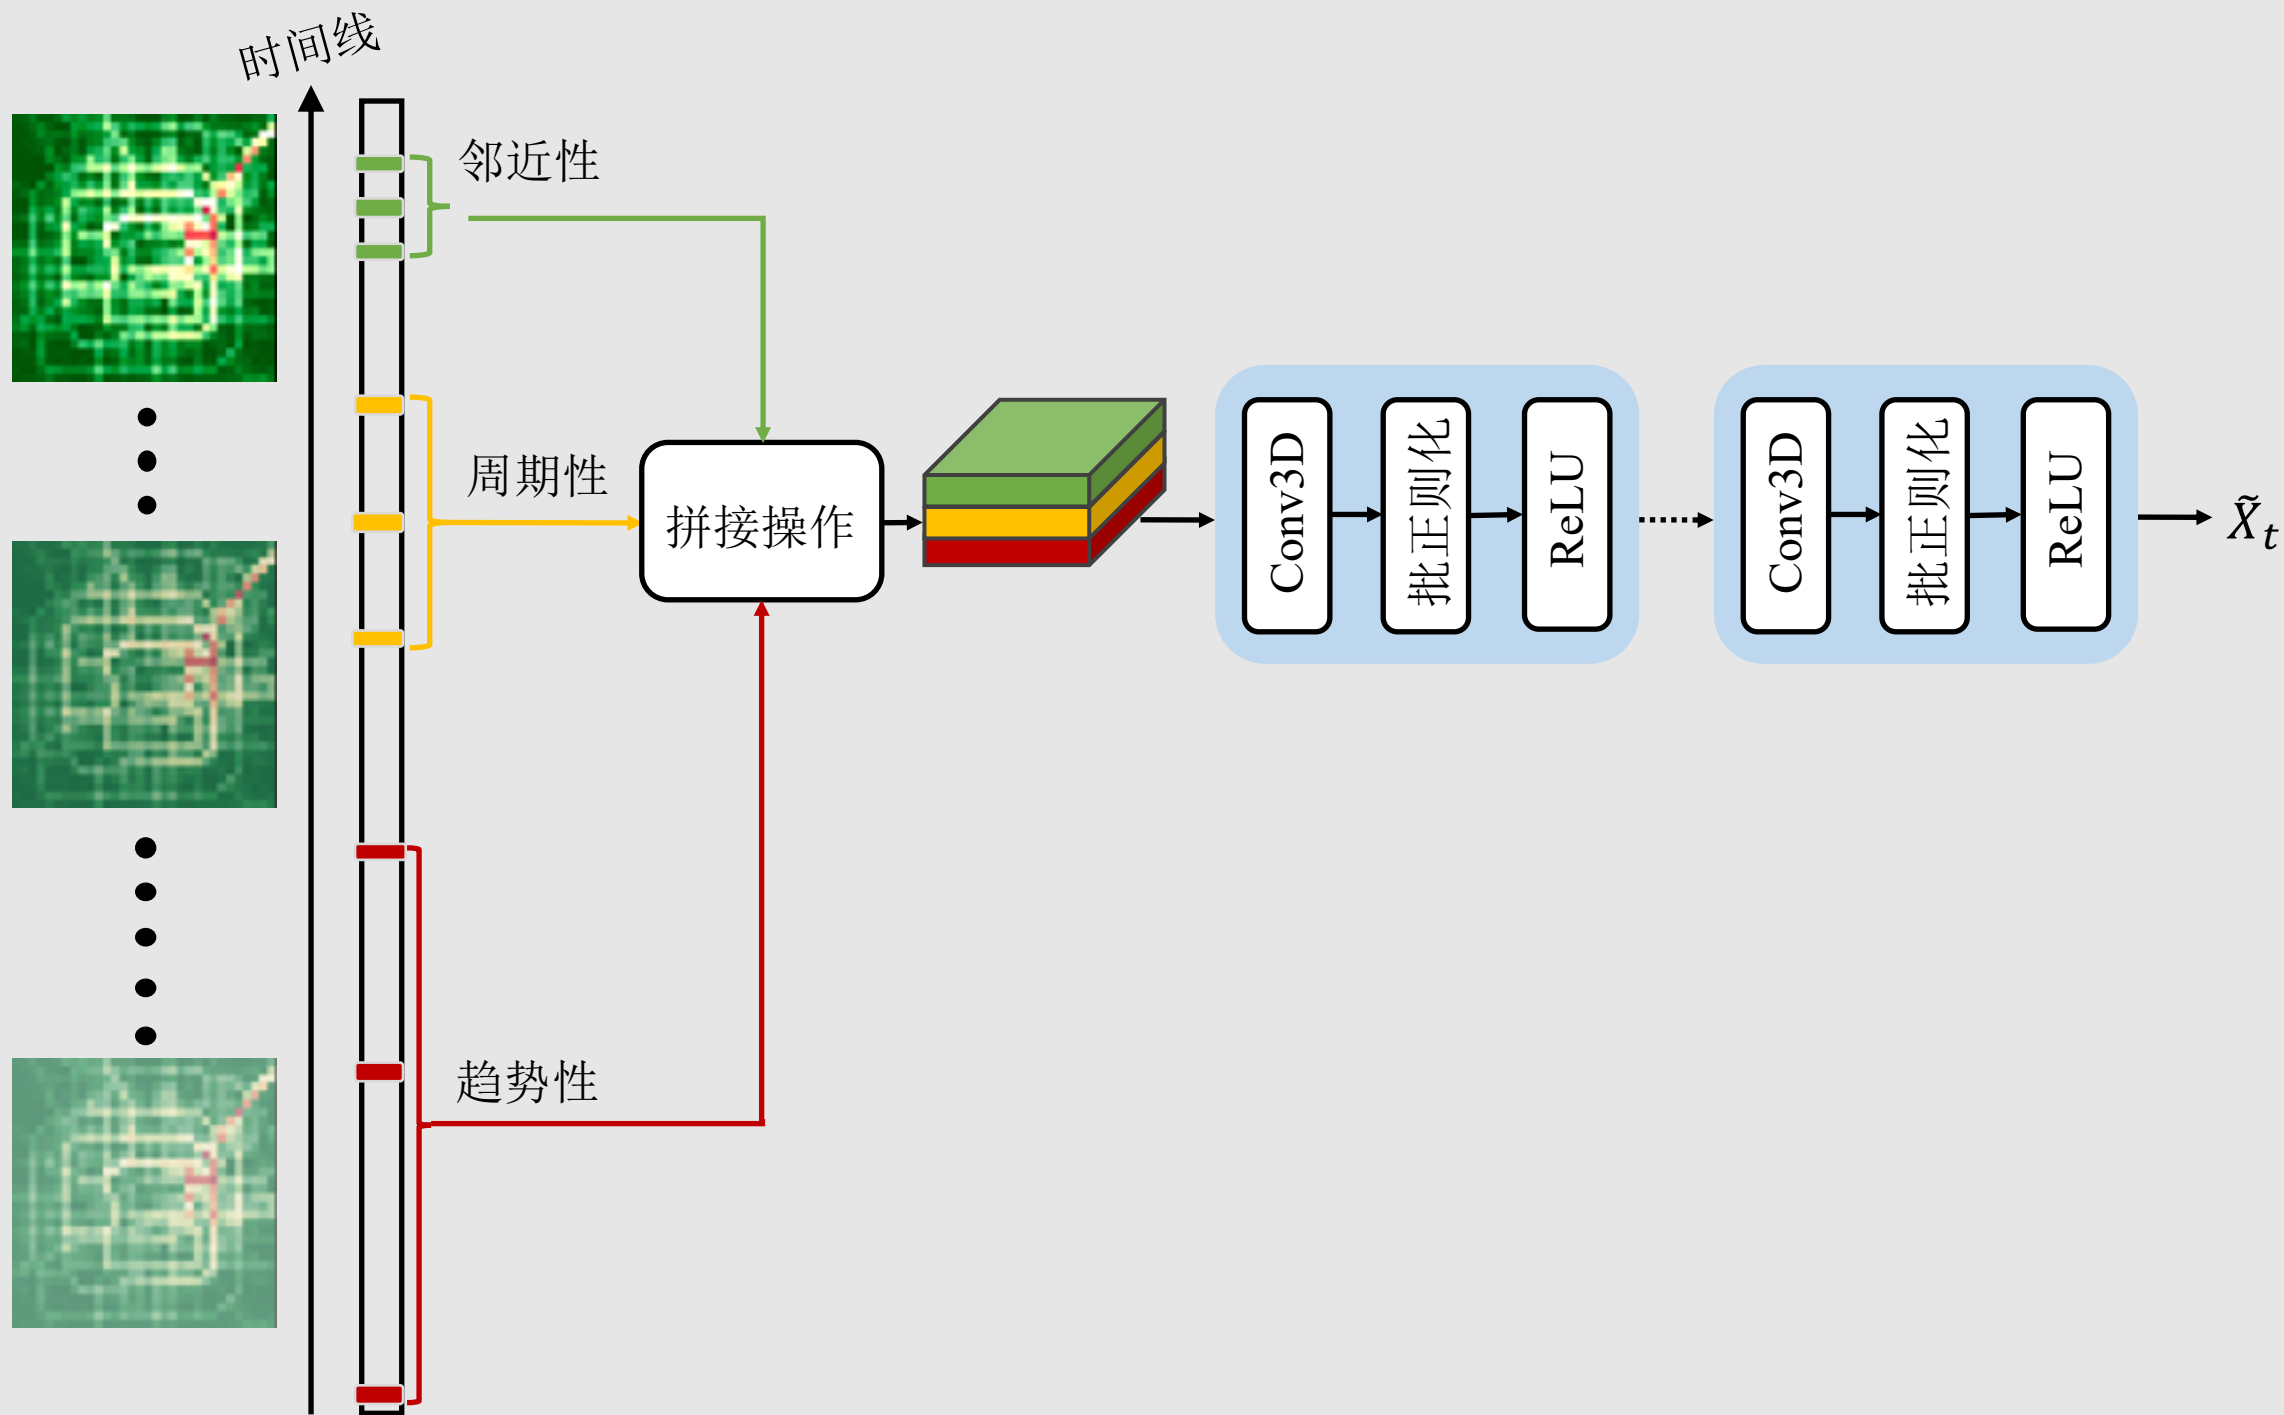 时间线
邻近性
周期性
拼接操作
趋势性
Conv3D
批正则化
ReLU
Conv3D
批正则化
ReLU
X̃t